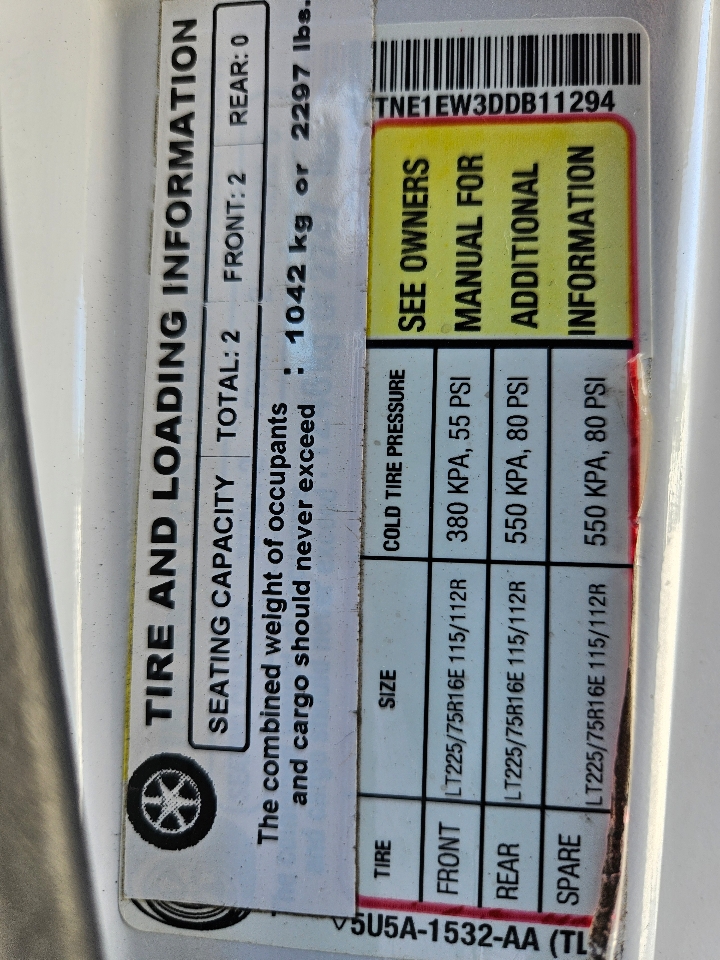 TIRE AND LOADING INFORMATION
SEATING CAPACITY TOTAL: 2 FRONT: 2 REAR: 0
The combined weight of occupants
and cargo should never exceed : 1042 kg or 2297 lbs.
TIRE SIZE COLD TIRE PRESSURE
FRONT LT225/75R16E 115/112R 380 KPA, 55 PSI
REAR LT225/75R16E 115/112R 550 KPA, 80 PSI
SPARE LT225/75R16E 115/112R 550 KPA, 80 PSI
SEE OWNERS
MANUAL FOR
ADDITIONAL
INFORMATION
TNE1EW3DDB11294
5U5A-1532-AA (TL